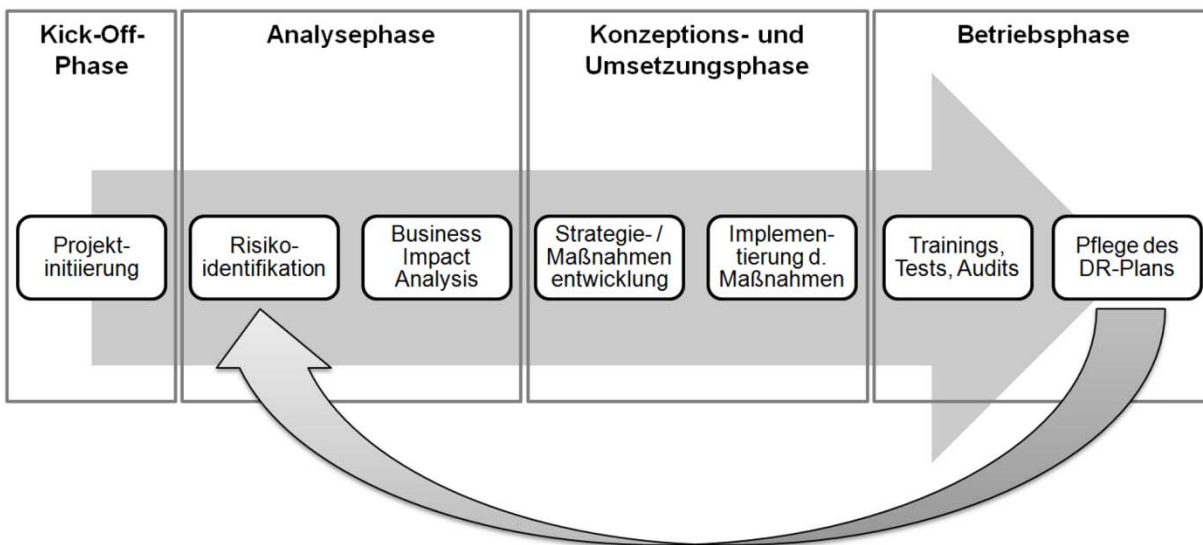 Kick-Off-
Phase
Analysephase
Konzeptions- und
Umsetzungsphase
Betriebsphase
Projekt-
initiierung
Risiko-
identifikation
Business
Impact
Analysis
Strategie- /
Maßnahmen
entwicklung
Implemen-
tierung d.
Maßnahmen
Trainings,
Tests, Audits
Pflege des
DR-Plans